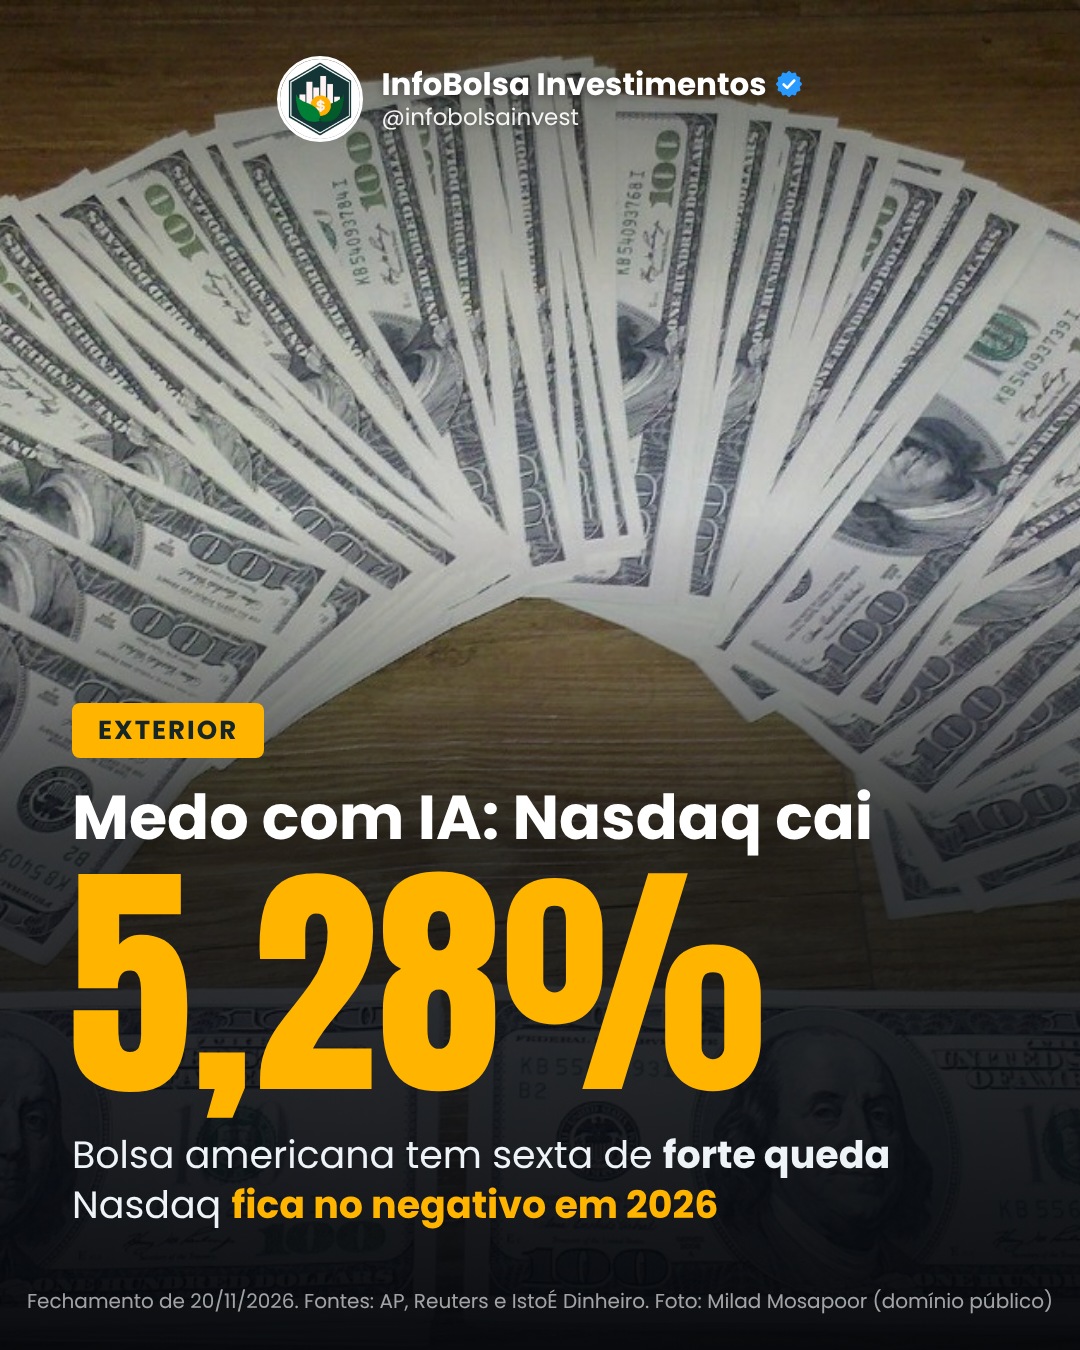 InfoBolsa Investimentos
@infobolsainvest
EXTERIOR
Medo com IA: Nasdaq cai
5,28%
Bolsa americana tem sexta de forte queda
Nasdaq fica no negativo em 2026
Fechamento de 20/11/2026. Fontes: AP, Reuters e IstoÉ Dinheiro. Foto: Milad Mosapoor (domínio público)